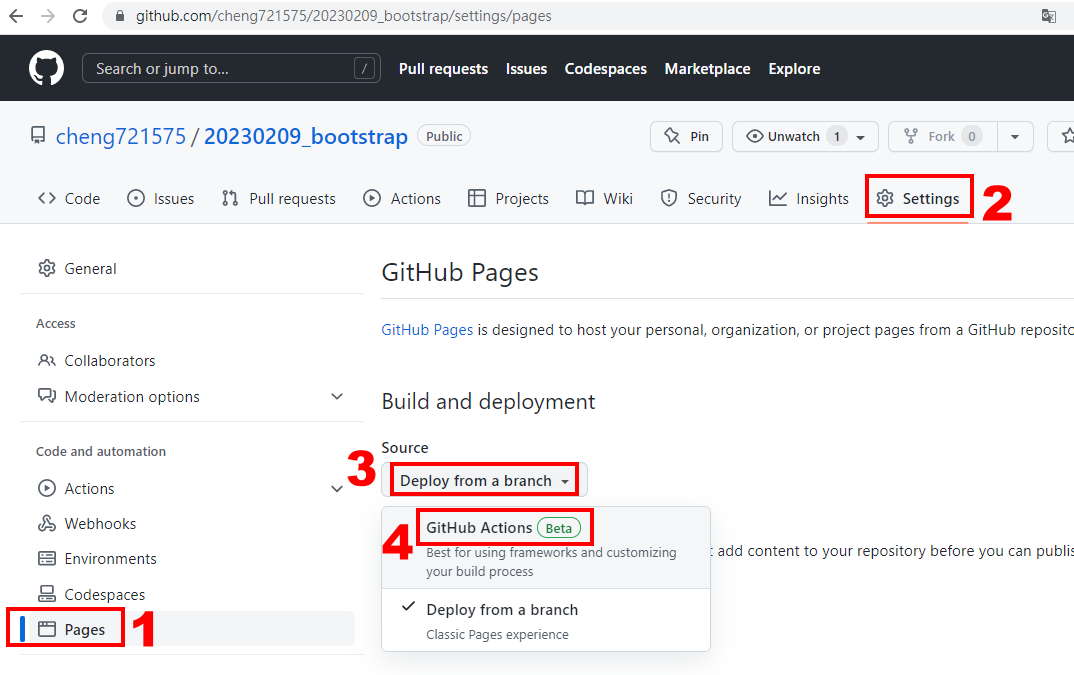 github.com/cheng721575/20230209_bootstrap/settings/pages
Search or jump to... / Pull requests Issues Codespaces Marketplace Explore
cheng721575 / 20230209_bootstrap Public Pin Unwatch 1 Fork 0
Code Issues Pull requests Actions Projects Wiki Security Insights Settings 2
General
GitHub Pages
Access
GitHub Pages is designed to host your personal, organization, or project pages from a GitHub reposito
Collaborators
Moderation options
Build and deployment
Code and automation
Source
Actions
3 Deploy from a branch
Webhooks
4 GitHub Actions Beta
Best for using frameworks and customizing
your build process
t add content to your repository before you can publis
Environments
Codespaces
Deploy from a branch
Classic Pages experience
Pages 1